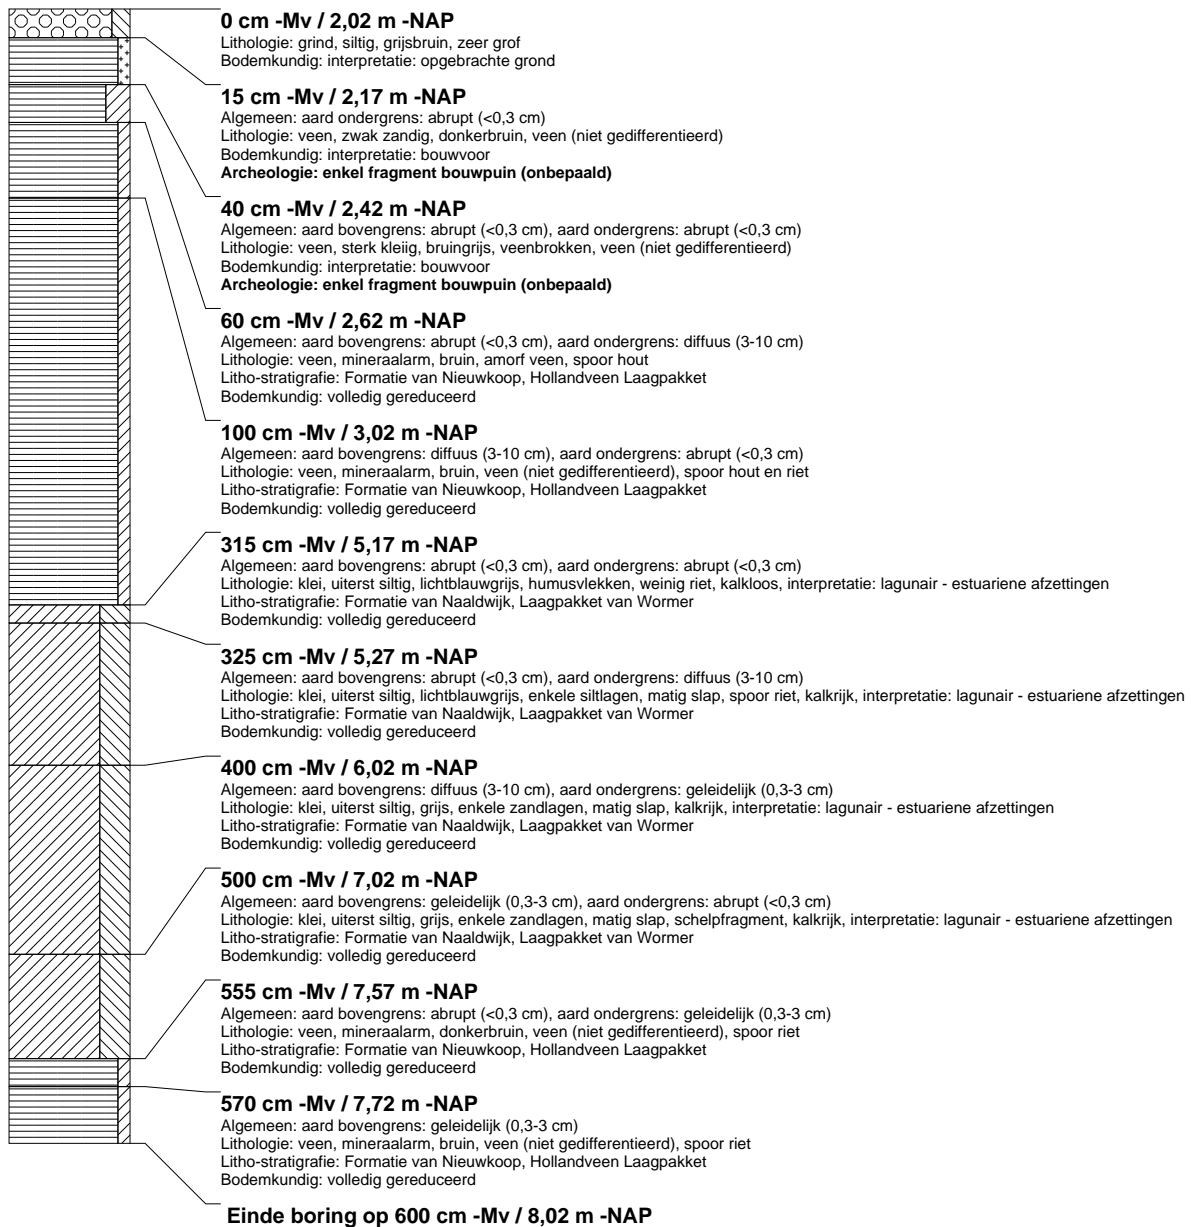 0 cm -Mv / 2,02 m -NAP
Lithologie: grind, siltig, grijsbruin, zeer grof
Bodemkundig: interpretatie: opgebrachte grond
15 cm -Mv / 2,17 m -NAP
Algemeen: aard ondergrens: abrupt (<0,3 cm)
Lithologie: veen, zwak zandig, donkerbruin, veen (niet gedifferentieerd)
Bodemkundig: interpretatie: bouwvoor
Archeologie: enkel fragment bouwpuin (onbepaald)
40 cm -Mv / 2,42 m -NAP
Algemeen: aard bovengrens: abrupt (<0,3 cm), aard ondergrens: abrupt (<0,3 cm)
Lithologie: veen, sterk kleiig, bruingrijs, veenbrokken, veen (niet gedifferentieerd)
Bodemkundig: interpretatie: bouwvoor
Archeologie: enkel fragment bouwpuin (onbepaald)
60 cm -Mv / 2,62 m -NAP
Algemeen: aard bovengrens: abrupt (<0,3 cm), aard ondergrens: diffuus (3-10 cm)
Lithologie: veen, mineraalarm, bruin, amorf veen, spoor hout
Litho-stratigrafie: Formatie van Nieuwkoop, Hollandveen Laagpakket
Bodemkundig: volledig gereduceerd
100 cm -Mv / 3,02 m -NAP
Algemeen: aard bovengrens: diffuus (3-10 cm), aard ondergrens: abrupt (<0,3 cm)
Lithologie: veen, mineraalarm, bruin, veen (niet gedifferentieerd), spoor hout en riet
Litho-stratigrafie: Formatie van Nieuwkoop, Hollandveen Laagpakket
Bodemkundig: volledig gereduceerd
315 cm -Mv / 5,17 m -NAP
Algemeen: aard bovengrens: abrupt (<0,3 cm), aard ondergrens: abrupt (<0,3 cm)
Lithologie: klei, uiterst siltig, lichtblauwgrijs, humusvlekken, weinig riet, kalkloos, interpretatie: lagunair - estuariene afzettingen
Litho-stratigrafie: Formatie van Naaldwijk, Laagpakket van Wormer
Bodemkundig: volledig gereduceerd
325 cm -Mv / 5,27 m -NAP
Algemeen: aard bovengrens: abrupt (<0,3 cm), aard ondergrens: diffuus (3-10 cm)
Lithologie: klei, uiterst siltig, lichtblauwgrijs, enkele siltlagen, matig slap, spoor riet, kalkrijk, interpretatie: lagunair - estuariene afzettingen
Litho-stratigrafie: Formatie van Naaldwijk, Laagpakket van Wormer
Bodemkundig: volledig gereduceerd
400 cm -Mv / 6,02 m -NAP
Algemeen: aard bovengrens: diffuus (3-10 cm), aard ondergrens: geleidelijk (0,3-3 cm)
Lithologie: klei, uiterst siltig, grijs, enkele zandlagen, matig slap, kalkrijk, interpretatie: lagunair - estuariene afzettingen
Litho-stratigrafie: Formatie van Naaldwijk, Laagpakket van Wormer
Bodemkundig: volledig gereduceerd
500 cm -Mv / 7,02 m -NAP
Algemeen: aard bovengrens: geleidelijk (0,3-3 cm), aard ondergrens: abrupt (<0,3 cm)
Lithologie: klei, uiterst siltig, grijs, enkele zandlagen, matig slap, schelpfragment, kalkrijk, interpretatie: lagunair - estuariene afzettingen
Litho-stratigrafie: Formatie van Naaldwijk, Laagpakket van Wormer
Bodemkundig: volledig gereduceerd
555 cm -Mv / 7,57 m -NAP
Algemeen: aard bovengrens: abrupt (<0,3 cm), aard ondergrens: geleidelijk (0,3-3 cm)
Lithologie: veen, mineraalarm, donkerbruin, veen (niet gedifferentieerd), spoor riet
Litho-stratigrafie: Formatie van Nieuwkoop, Hollandveen Laagpakket
Bodemkundig: volledig gereduceerd
570 cm -Mv / 7,72 m -NAP
Algemeen: aard bovengrens: geleidelijk (0,3-3 cm)
Lithologie: veen, mineraalarm, bruin, veen (niet gedifferentieerd), spoor riet
Litho-stratigrafie: Formatie van Nieuwkoop, Hollandveen Laagpakket
Bodemkundig: volledig gereduceerd
Einde boring op 600 cm -Mv / 8,02 m -NAP